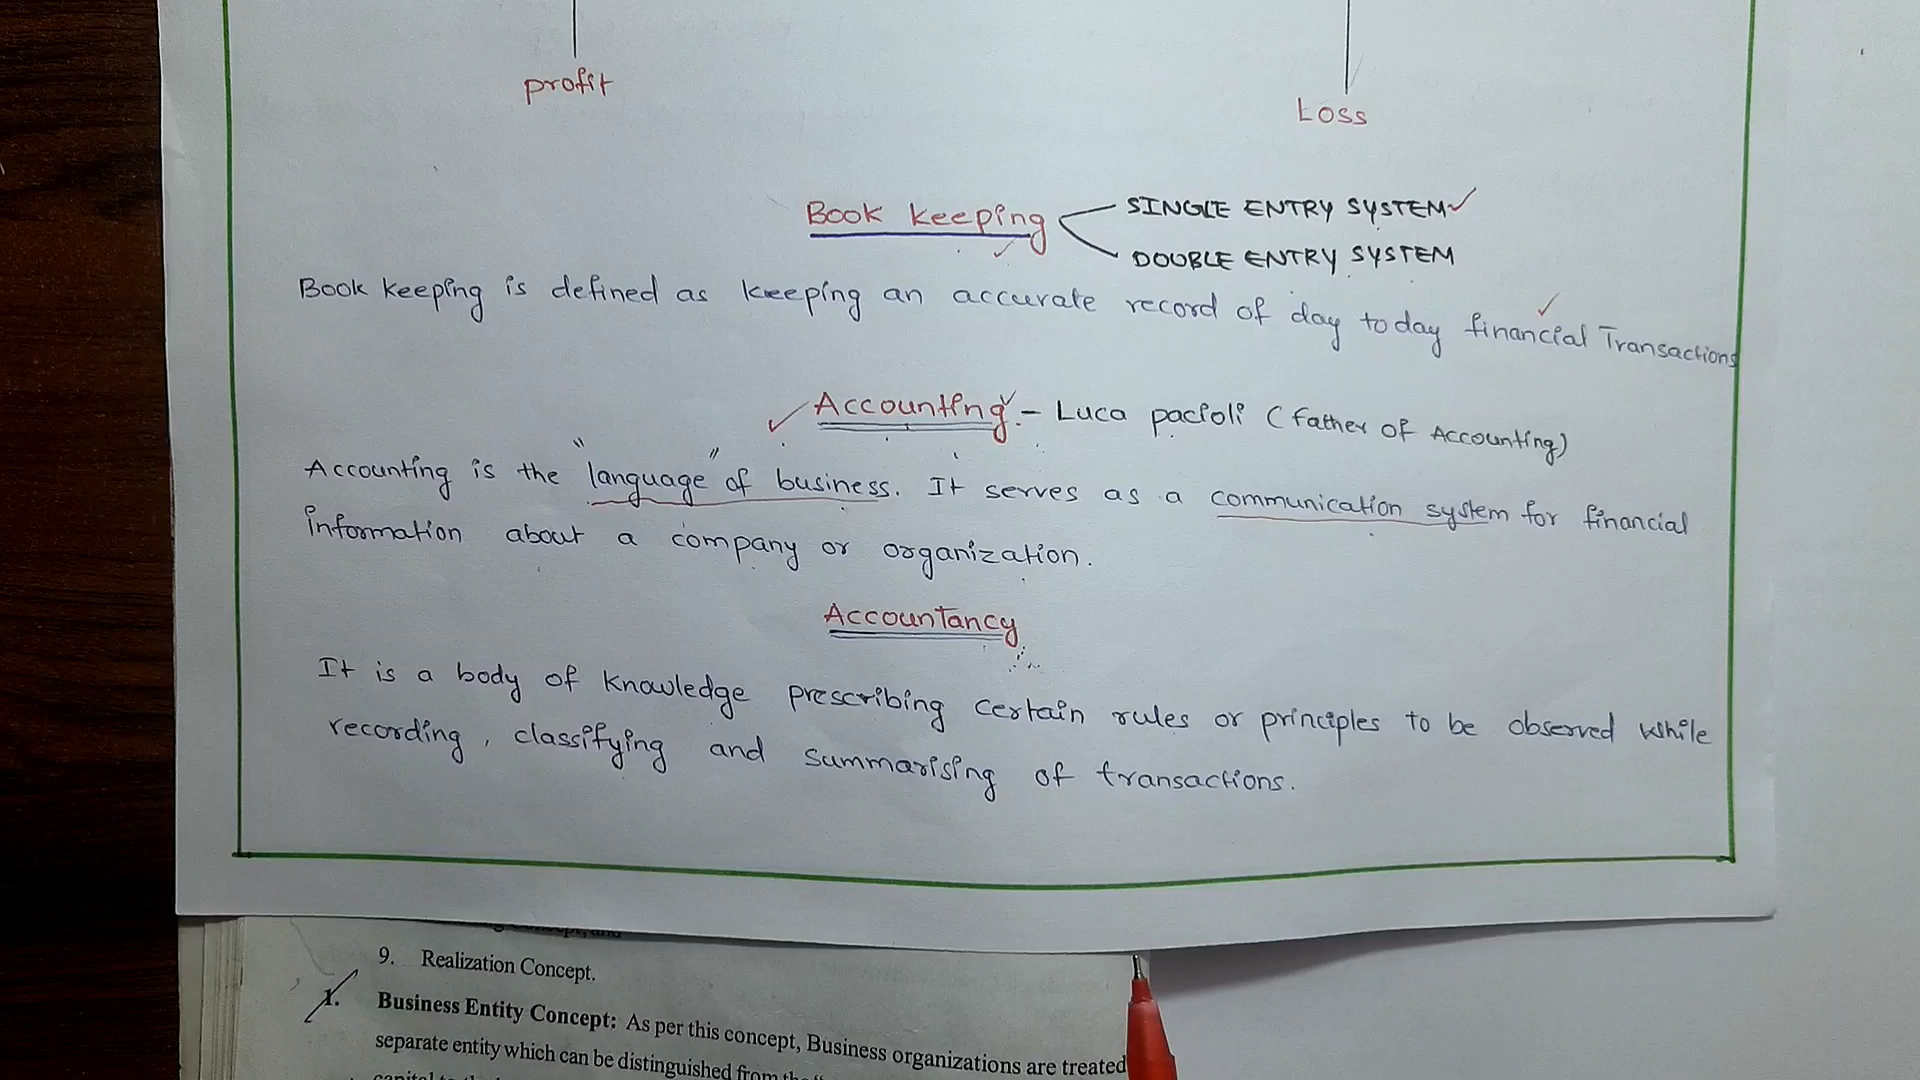 profit
Loss
Book keeping
SINGLE ENTRY SYSTEM
DOUBLE ENTRY SYSTEM
Book keeping is defined as keeping an accurate record of day today financial Transactions
Accounting - Luca pacioli (father of Accounting)
Accounting is the "language" of business. It serves as a communication system for financial
information about a company or organization.
Accountancy
It is a body of knowledge prescribing certain rules or principles to be observed while
recording, classifying and summarising of transactions.
9. Realization Concept.
1. Business Entity Concept: As per this concept, Business organizations are treated
separate entity which can be distinguished from